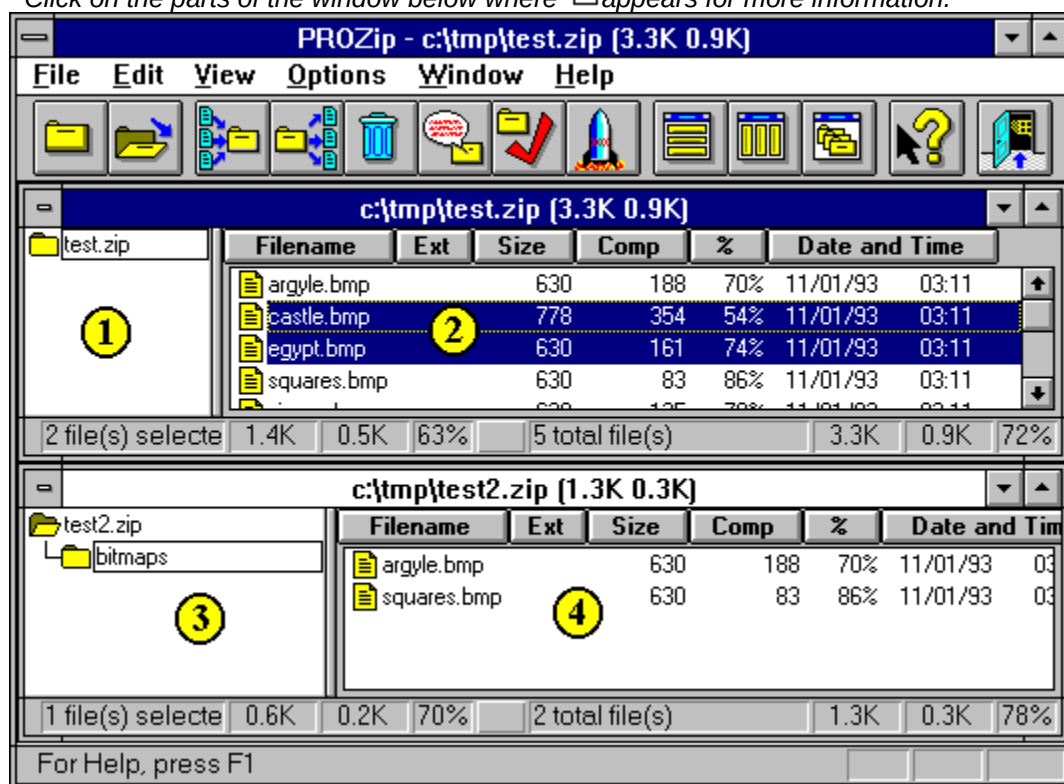 Click on the parts of the window below where appears for more information.
PROZip - c:\tmp\test.zip (3.3K 0.9K)
File Edit View Options Window Help
c:\tmp\test.zip (3.3K 0.9K)
test.zip Filename Ext Size Comp % Date and Time
argyle.bmp 630 188 70% 11/01/93 03:11
castle.bmp 778 354 54% 11/01/93 03:11
1 2
egypt.bmp 630 161 74% 11/01/93 03:11
squares.bmp 630 83 86% 11/01/93 03:11
2 file(s) selecte 1.4K 0.5K 63% 5 total file(s) 3.3K 0.9K 72%
c:\tmp\test2.zip (1.3K 0.3K)
test2.zip Filename Ext Size Comp % Date and Tim
bitmaps argyle.bmp 630 188 70% 11/01/93 03
squares.bmp 630 83 86% 11/01/93 03
3 4
1 file(s) selecte 0.6K 0.2K 70% 2 total file(s) 1.3K 0.3K 78%
For Help, press F1